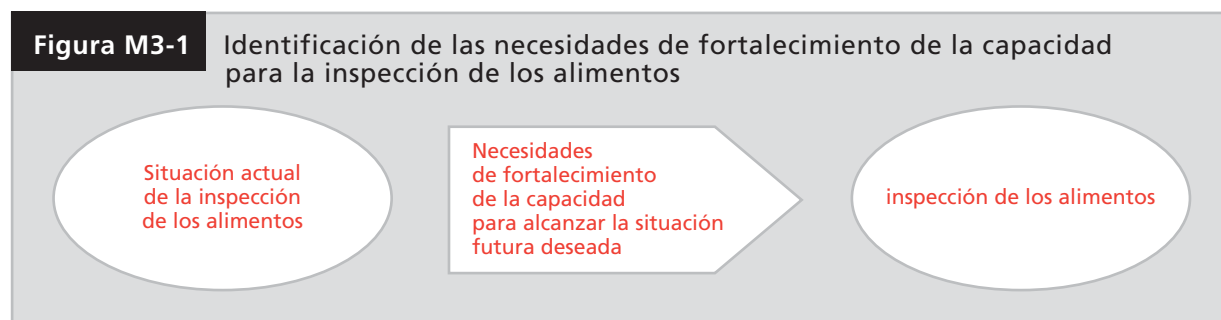 Figura M3-1
Identificación de las necesidades de fortalecimiento de la capacidad
para la inspección de los alimentos
Situación actual
de la inspección
de los alimentos
Necesidades
de fortalecimiento
de la capacidad
para alcanzar la situación
futura deseada
inspección de los alimentos